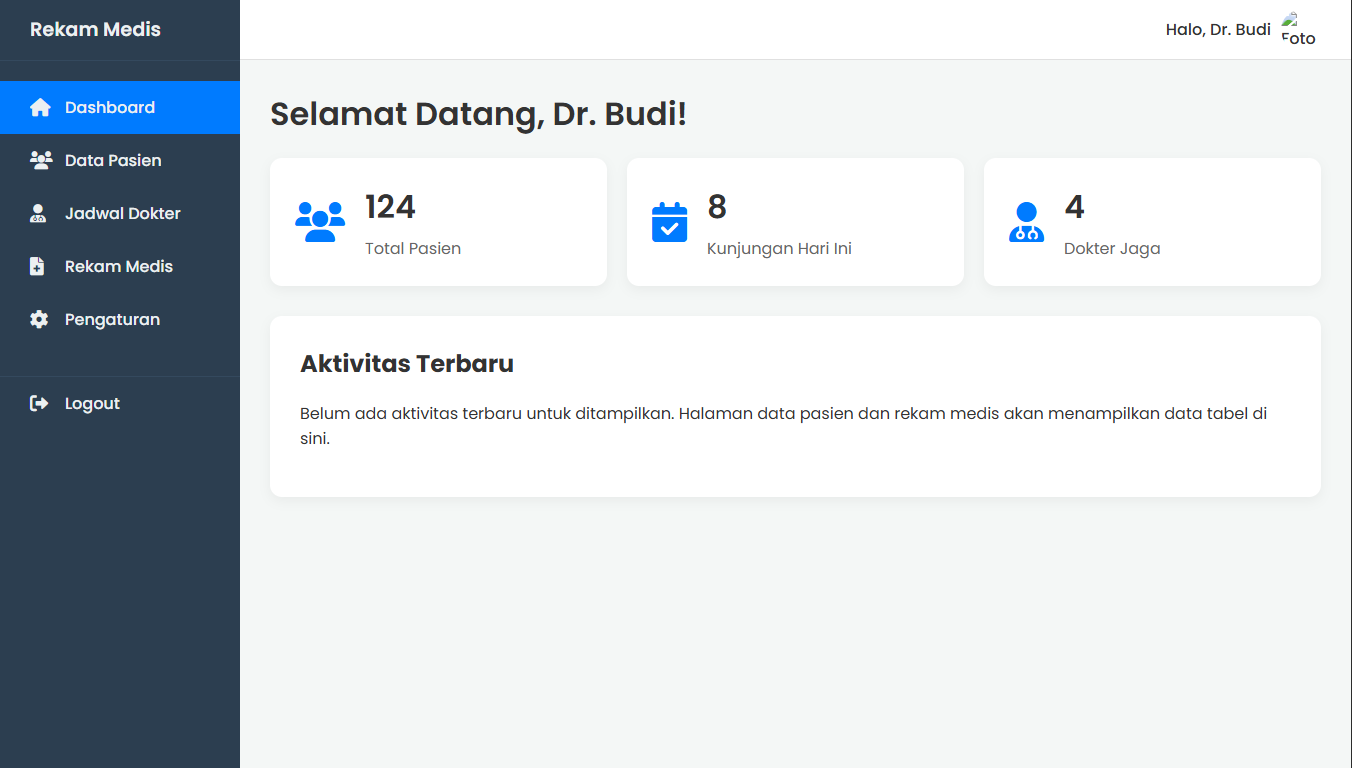 Rekam Medis
Halo, Dr. Budi
Foto
Dashboard
Data Pasien
Jadwal Dokter
Rekam Medis
Pengaturan
Logout
Selamat Datang, Dr. Budi!
124
Total Pasien
8
Kunjungan Hari Ini
4
Dokter Jaga
Aktivitas Terbaru
Belum ada aktivitas terbaru untuk ditampilkan. Halaman data pasien dan rekam medis akan menampilkan data tabel di
sini.